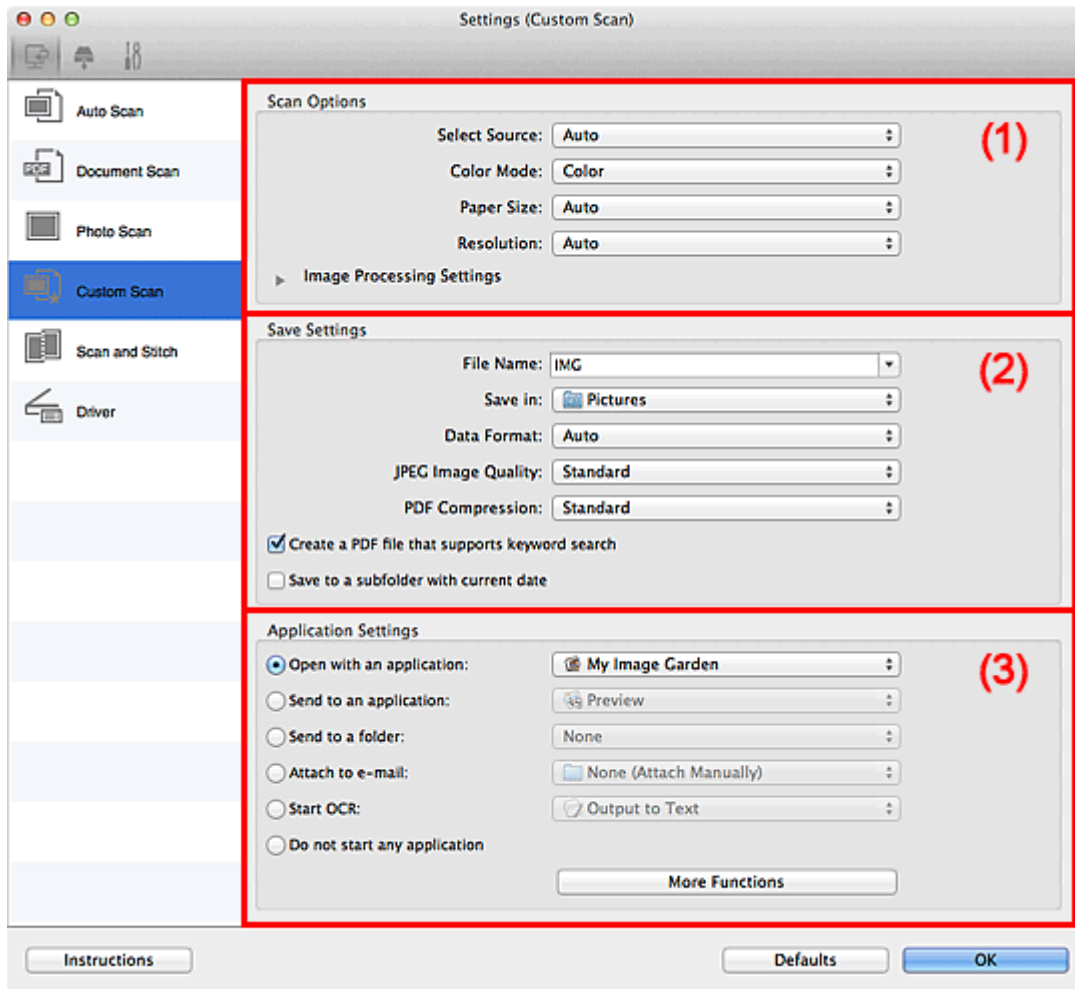 Settings (Custom Scan)
Auto Scan
PDF
Document Scan
Photo Scan
Custom Scan
Scan and Stitch
Driver
Scan Options
(1)
Select Source: Auto
Color Mode: Color
Paper Size: Auto
Resolution: Auto
Image Processing Settings
Save Settings
(2)
File Name: IMG
Save in: Pictures
Data Format: Auto
JPEG Image Quality: Standard
PDF Compression: Standard
Create a PDF file that supports keyword search
Save to a subfolder with current date
Application Settings
(3)
Open with an application: My Image Garden
Send to an application: Preview
Send to a folder: None
Attach to e-mail: None (Attach Manually)
Start OCR: Output to Text
Do not start any application
More Functions
Instructions
Defaults
OK